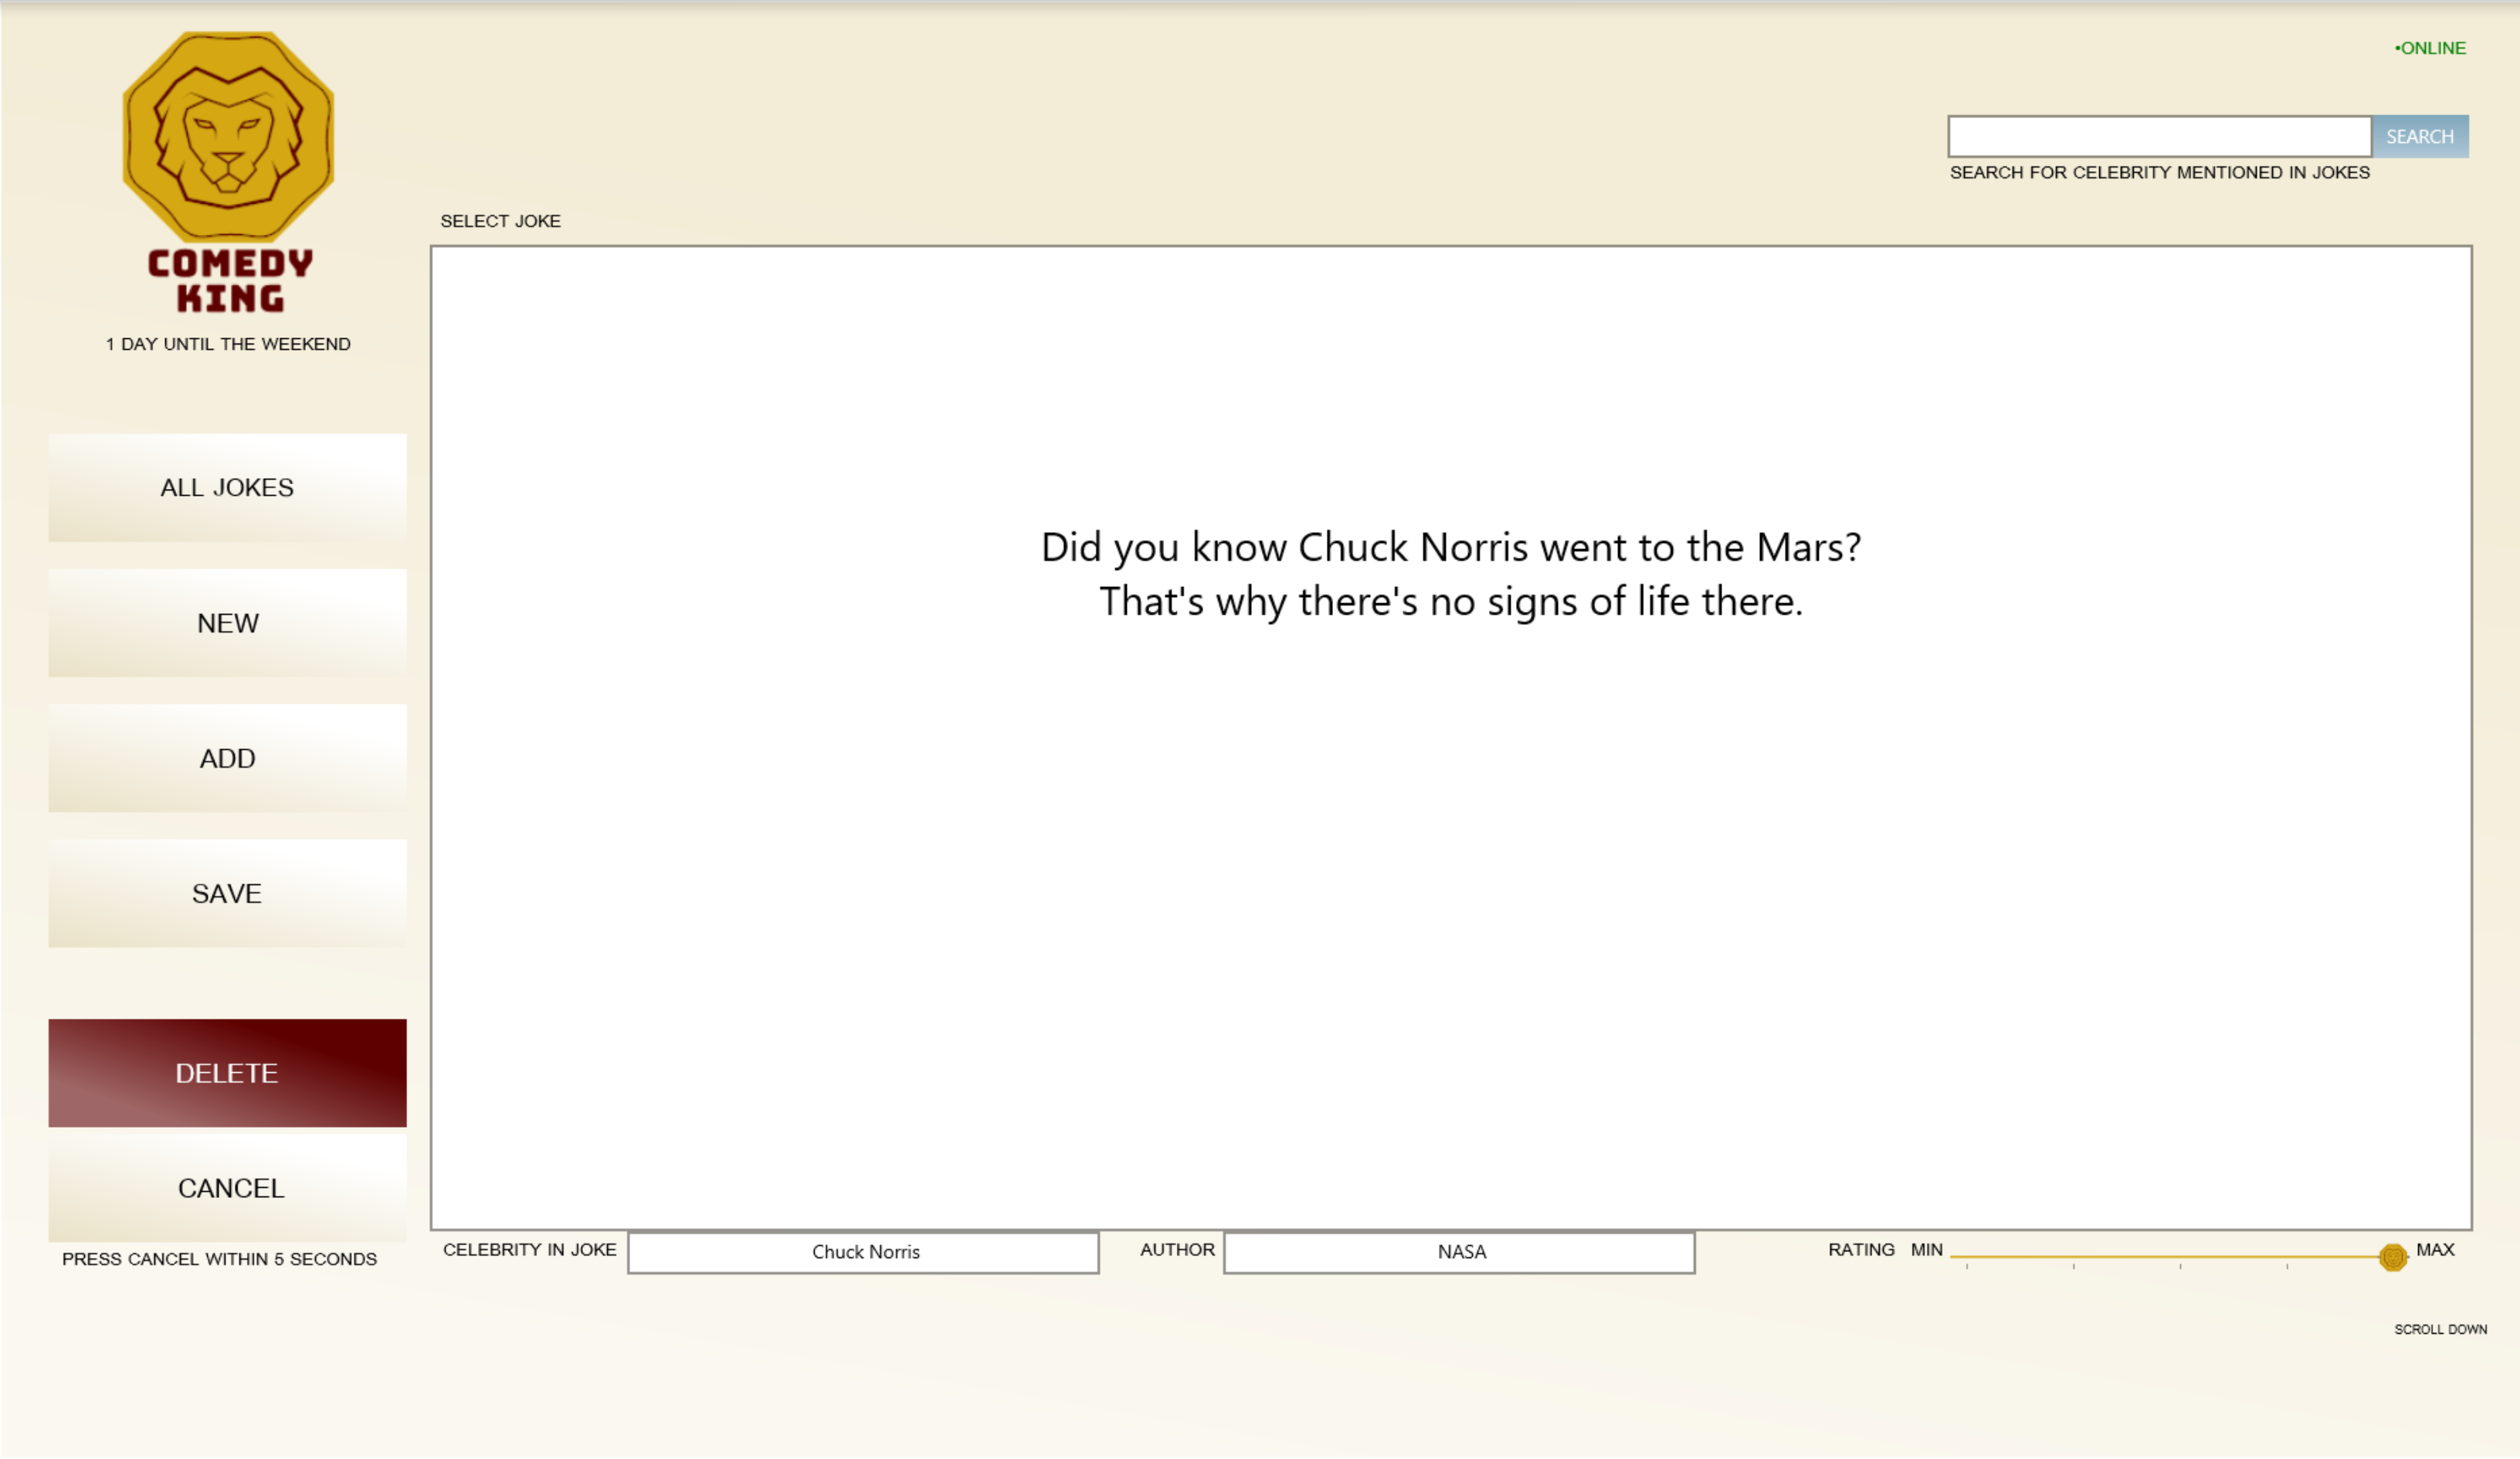 •ONLINE
SEARCH
SEARCH FOR CELEBRITY MENTIONED IN JOKES
COMEDY
KING
1 DAY UNTIL THE WEEKEND
SELECT JOKE
ALL JOKES
NEW
ADD
SAVE
DELETE
CANCEL
PRESS CANCEL WITHIN 5 SECONDS
Did you know Chuck Norris went to the Mars?
That's why there's no signs of life there.
CELEBRITY IN JOKE Chuck Norris AUTHOR NASA RATING MIN MAX
SCROLL DOWN